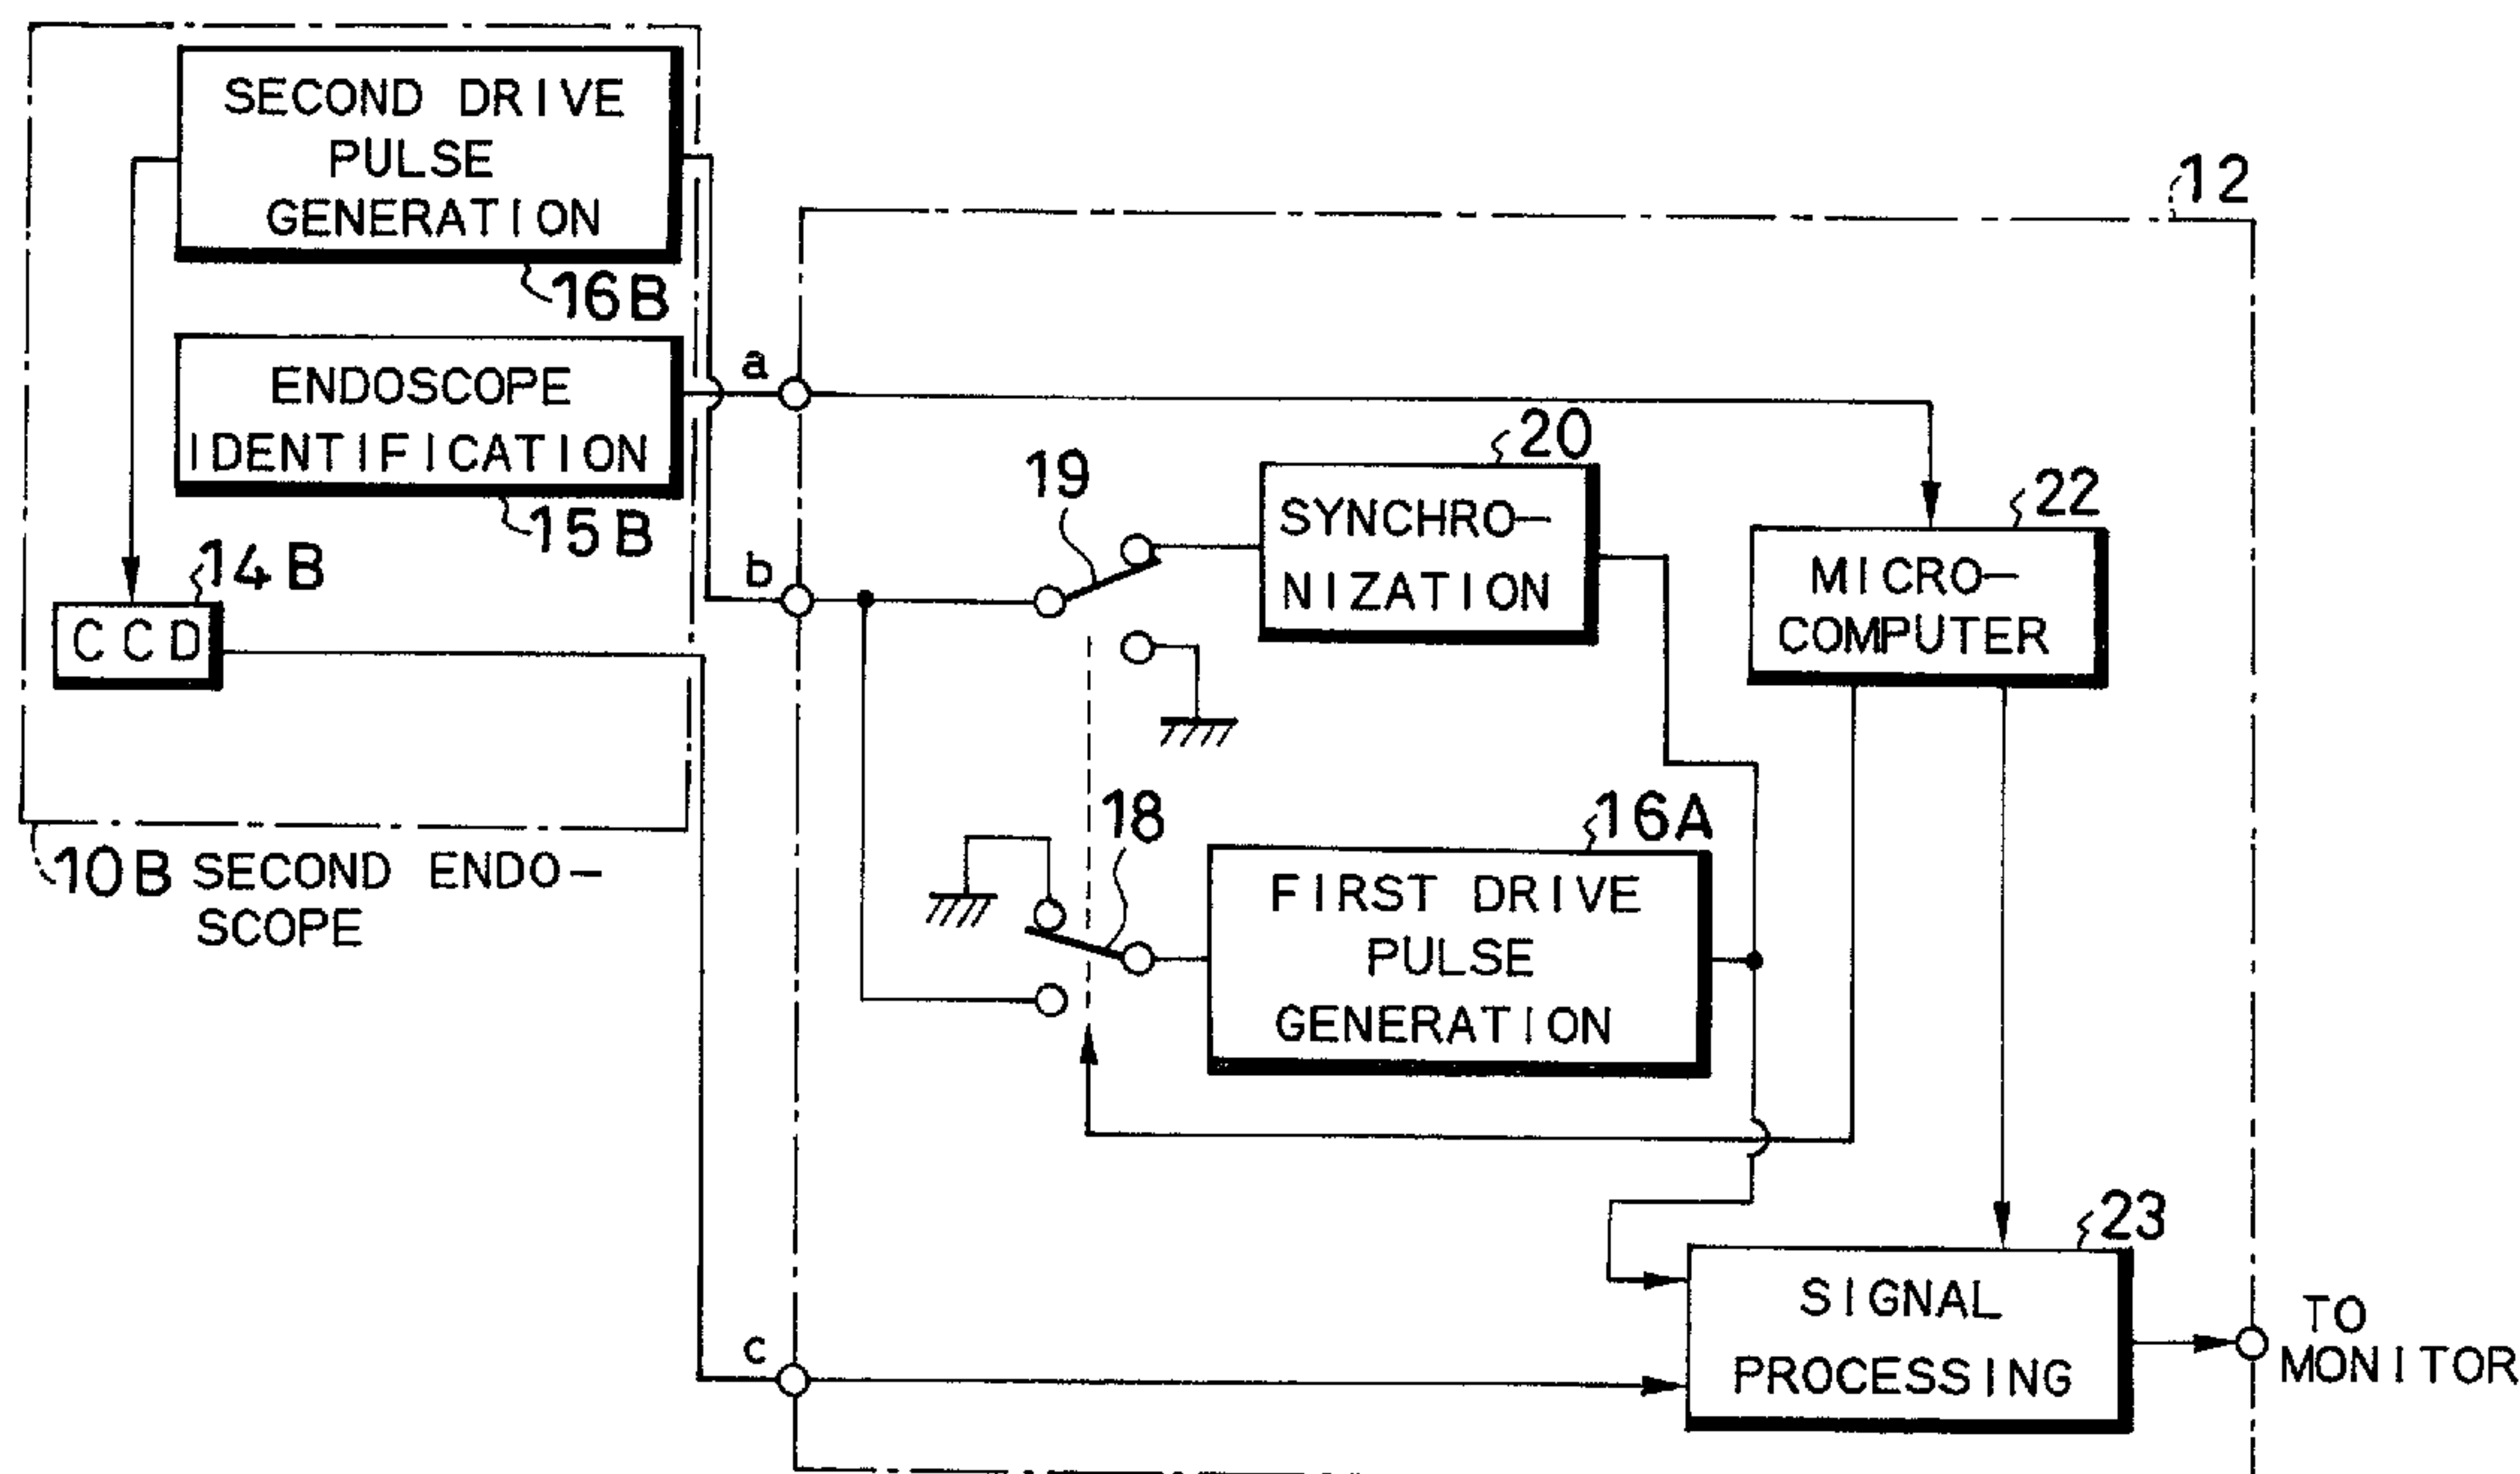 SECOND DRIVE
PULSE
GENERATION
16B
ENDOSCOPE
IDENTIFICATION
15B
14B
CCD
10B SECOND ENDO-
SCOPE
a
b
c
12
19
20
SYNCHRO-
NIZATION
22
MICRO-
COMPUTER
18
16A
FIRST DRIVE
PULSE
GENERATION
23
SIGNAL
PROCESSING
TO
MONITOR